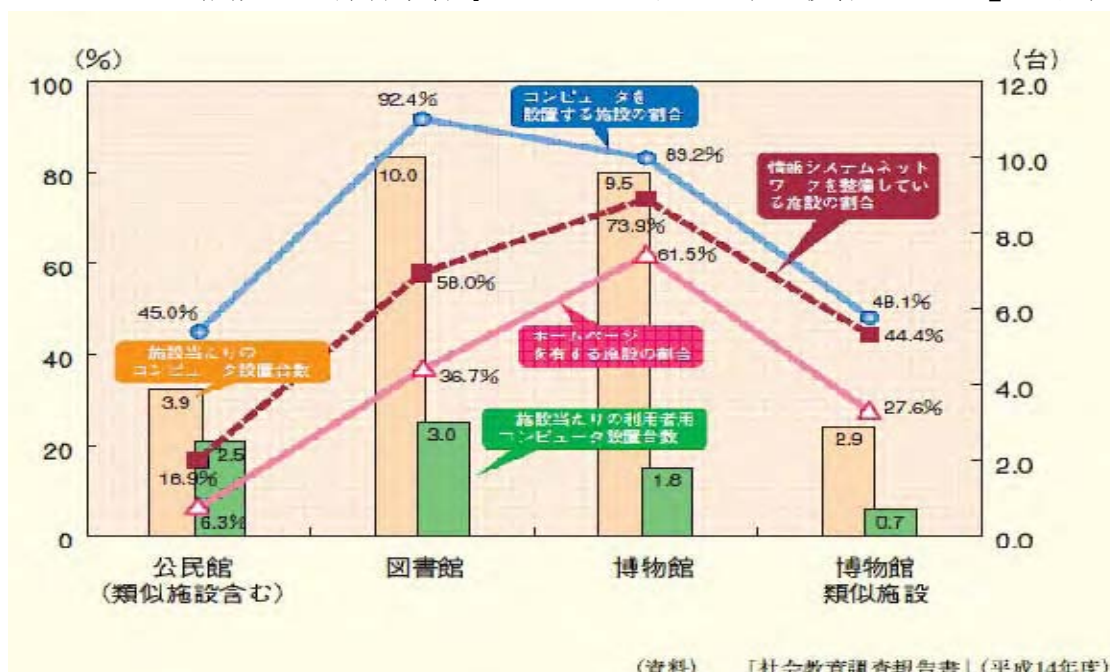 (%)
(台)
100
80
60
40
20
0
12.0
10.0
8.0
6.0
4.0
2.0
0.0
コンピュータを
設置する施設の割合
情報システムネット
ワークを整備してい
る施設の割合
ホームページ
を有する施設の割合
施設当たりの
コンピュータ設置台数
施設当たりの利用者用
コンピュータ設置台数
45.0%
92.4%
83.2%
48.1%
16.9%
58.0%
73.9%
44.4%
6.3%
36.7%
61.5%
27.6%
3.9
2.5
10.0
3.0
9.5
1.8
2.9
0.7
公民館
(類似施設含む)
図書館
博物館
博物館
類似施設
(資料) 「社会教育調査報告書」(平成14年度)